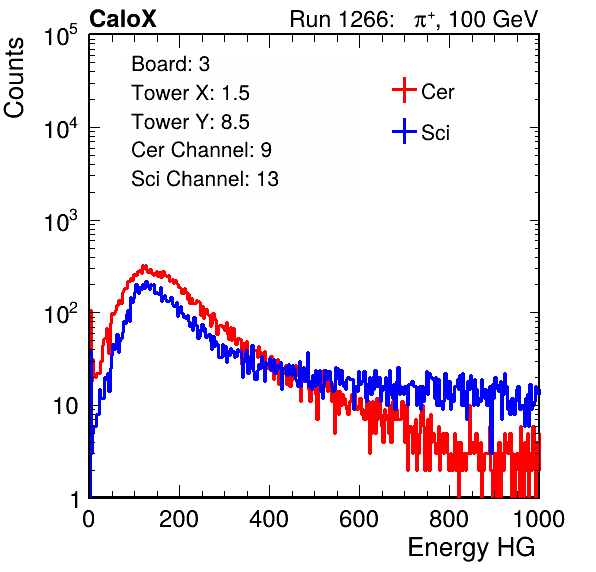 CaloX Run 1266: π⁺, 100 GeV
Counts
10⁵
10⁴
10³
10²
10
1
Board: 3
Tower X: 1.5
Tower Y: 8.5
Cer Channel: 9
Sci Channel: 13
Cer
Sci
0 200 400 600 800 1000
Energy HG